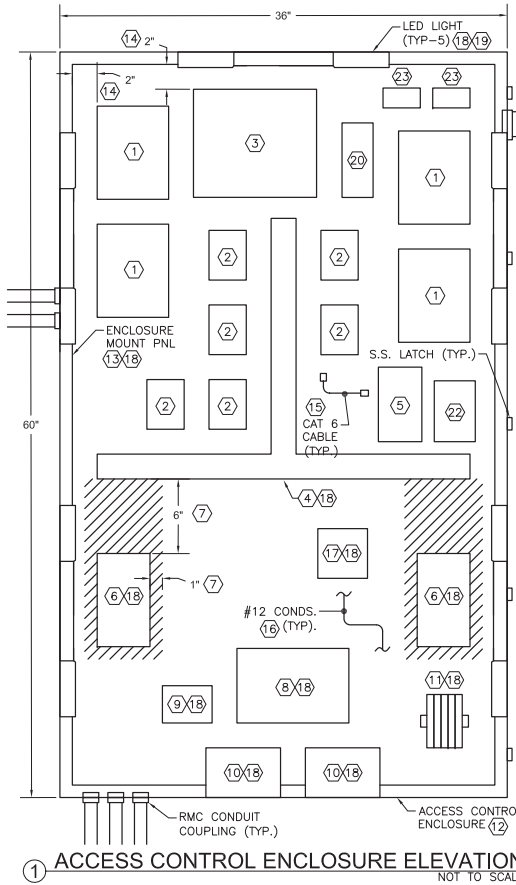 36"
14 2"
LED LIGHT
(TYP-5) 18 19
2"
14
23 23
1 3 20 1
1 2 2 1
ENCLOSURE
MOUNT PNL
13 18
2 2
S.S. LATCH (TYP.)
2 2
15
CAT 6
CABLE
(TYP.)
5 22
60"
4 18
6" 7
17 18
6 18
1" 7
#12 CONDS.
16 (TYP).
6 18
8 18
9 18
11 18
10 18 10 18
RMC CONDUIT
COUPLING (TYP.)
ACCESS CONTRO
ENCLOSURE 12
1 ACCESS CONTROL ENCLOSURE ELEVATION
NOT TO SCAL